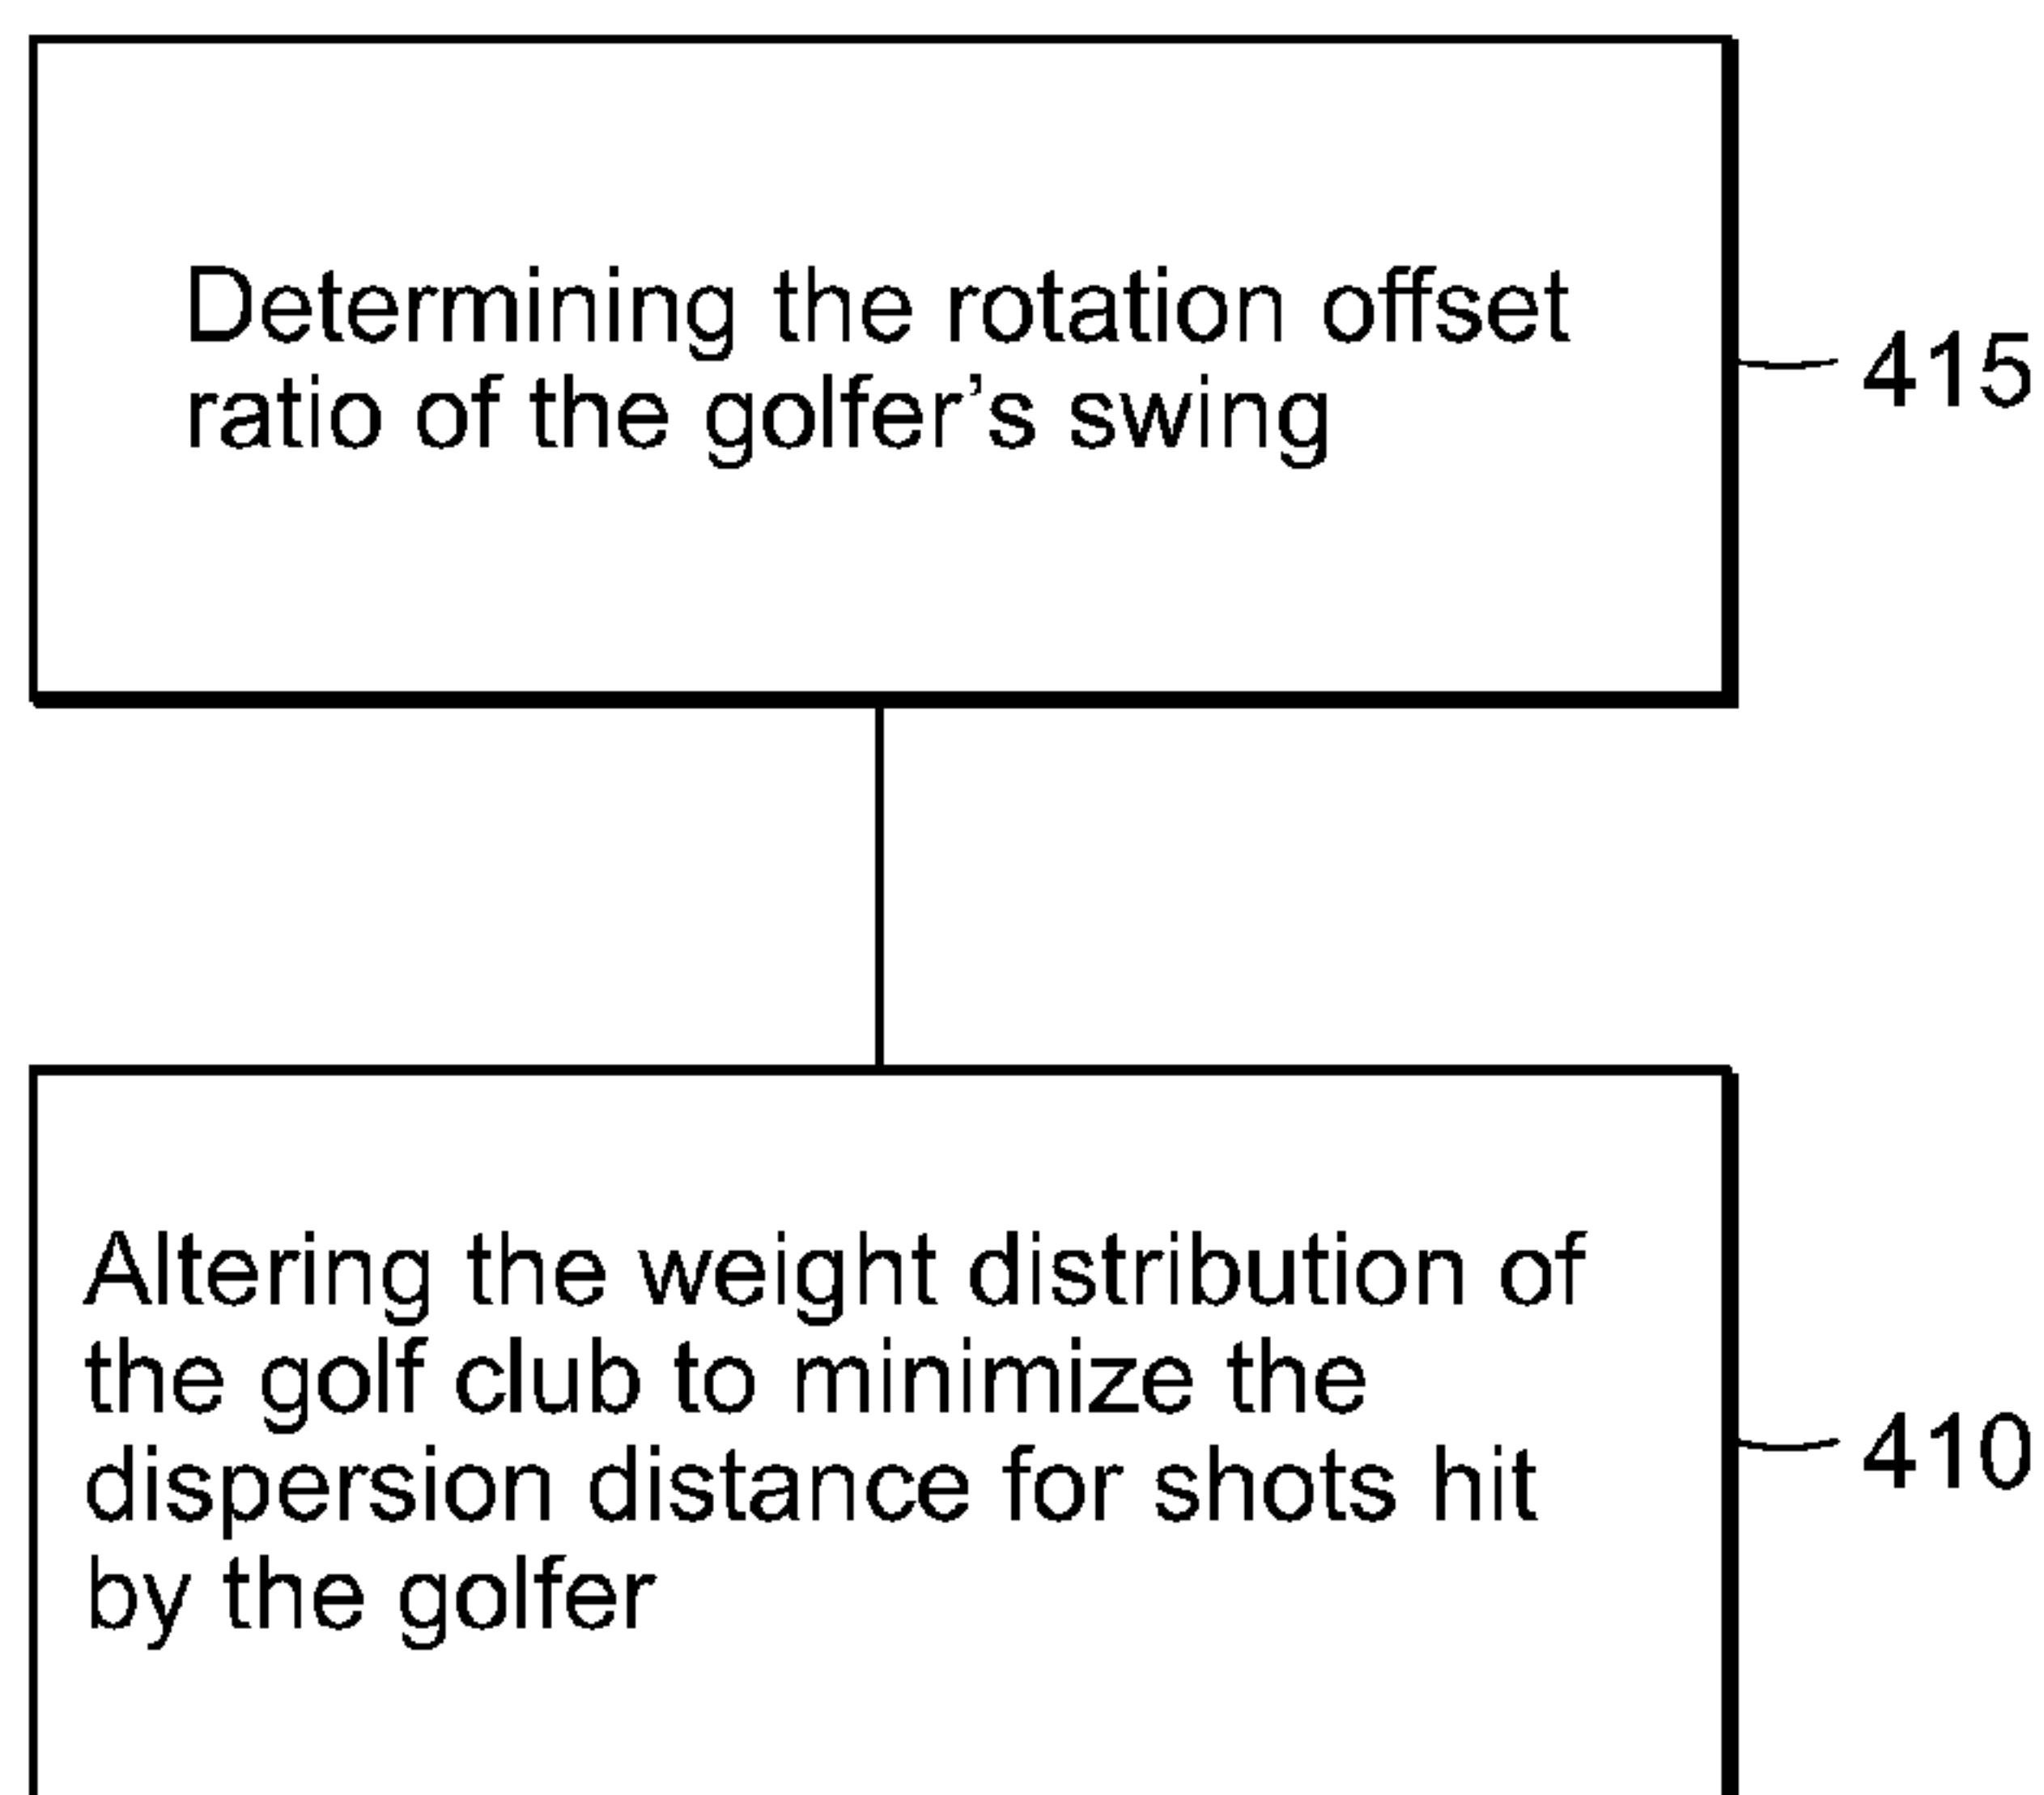 Determining the rotation offset
ratio of the golfer's swing
415
Altering the weight distribution of
the golf club to minimize the
dispersion distance for shots hit
by the golfer
410